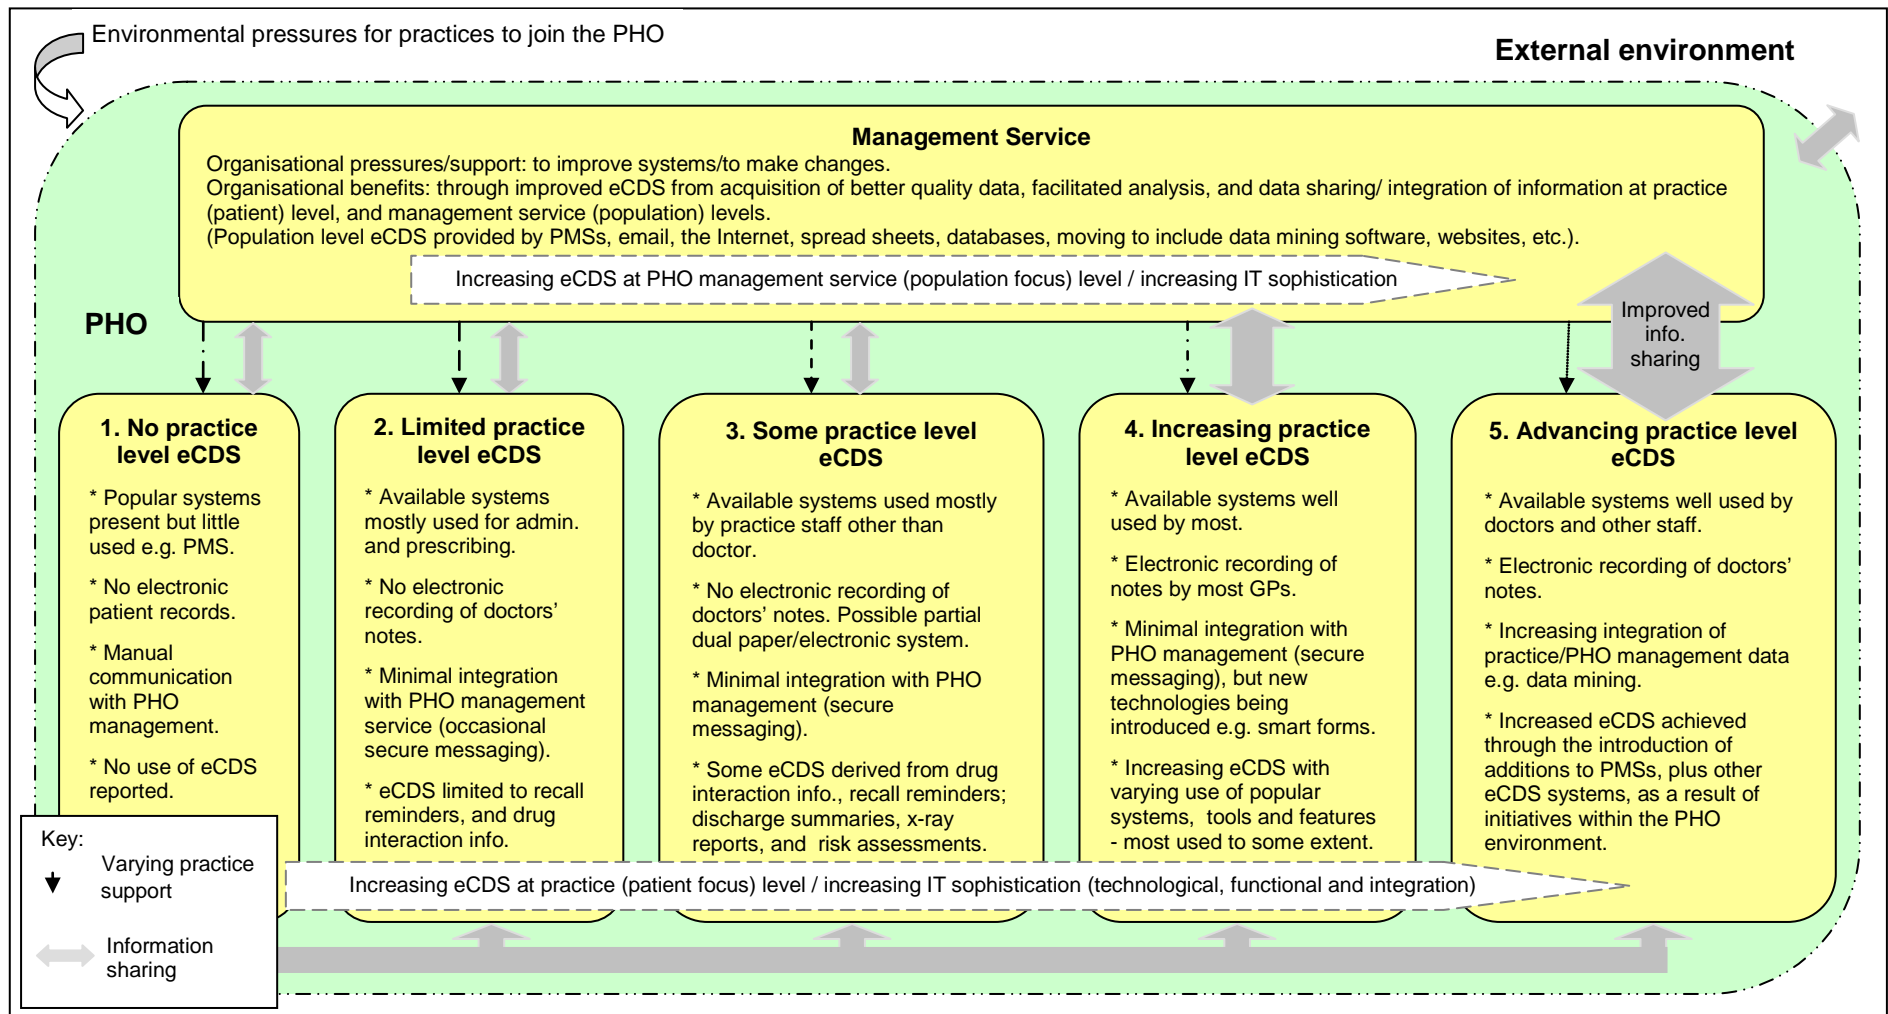 Environmental pressures for practices to join the PHO
External environment
Management Service
Organisational pressures/support: to improve systems/to make changes.
Organisational benefits: through improved eCDS from acquisition of better quality data, facilitated analysis, and data sharing/ integration of information at practice
(patient) level, and management service (population) levels.
(Population level eCDS provided by PMSs, email, the Internet, spread sheets, databases, moving to include data mining software, websites, etc.).
Increasing eCDS at PHO management service (population focus) level / increasing IT sophistication
PHO
Improved
info.
sharing
1. No practice
level eCDS
* Popular systems
present but little
used e.g. PMS.
* No electronic
patient records.
* Manual
communication
with PHO
management.
* No use of eCDS
reported.
2. Limited practice
level eCDS
* Available systems
mostly used for admin.
and prescribing.
* No electronic
recording of doctors’
notes.
* Minimal integration
with PHO management
service (occasional
secure messaging).
* eCDS limited to recall
reminders, and drug
interaction info.
3. Some practice level
eCDS
* Available systems used mostly
by practice staff other than
doctor.
* No electronic recording of
doctors’ notes. Possible partial
dual paper/electronic system.
* Minimal integration with PHO
management (secure
messaging).
* Some eCDS derived from drug
interaction info., recall reminders;
discharge summaries, x-ray
reports, and risk assessments.
4. Increasing practice
level eCDS
* Available systems well
used by most.
* Electronic recording of
notes by most GPs.
* Minimal integration with
PHO management (secure
messaging), but new
technologies being
introduced e.g. smart forms.
* Increasing eCDS with
varying use of popular
systems, tools and features
- most used to some extent.
5. Advancing practice level
eCDS
* Available systems well used by
doctors and other staff.
* Electronic recording of doctors’
notes.
* Increasing integration of
practice/PHO management data
e.g. data mining.
* Increased eCDS achieved
through the introduction of
additions to PMSs, plus other
eCDS systems, as a result of
initiatives within the PHO
environment.
Increasing eCDS at practice (patient focus) level / increasing IT sophistication (technological, functional and integration)
Key:
Varying practice
support
Information
sharing